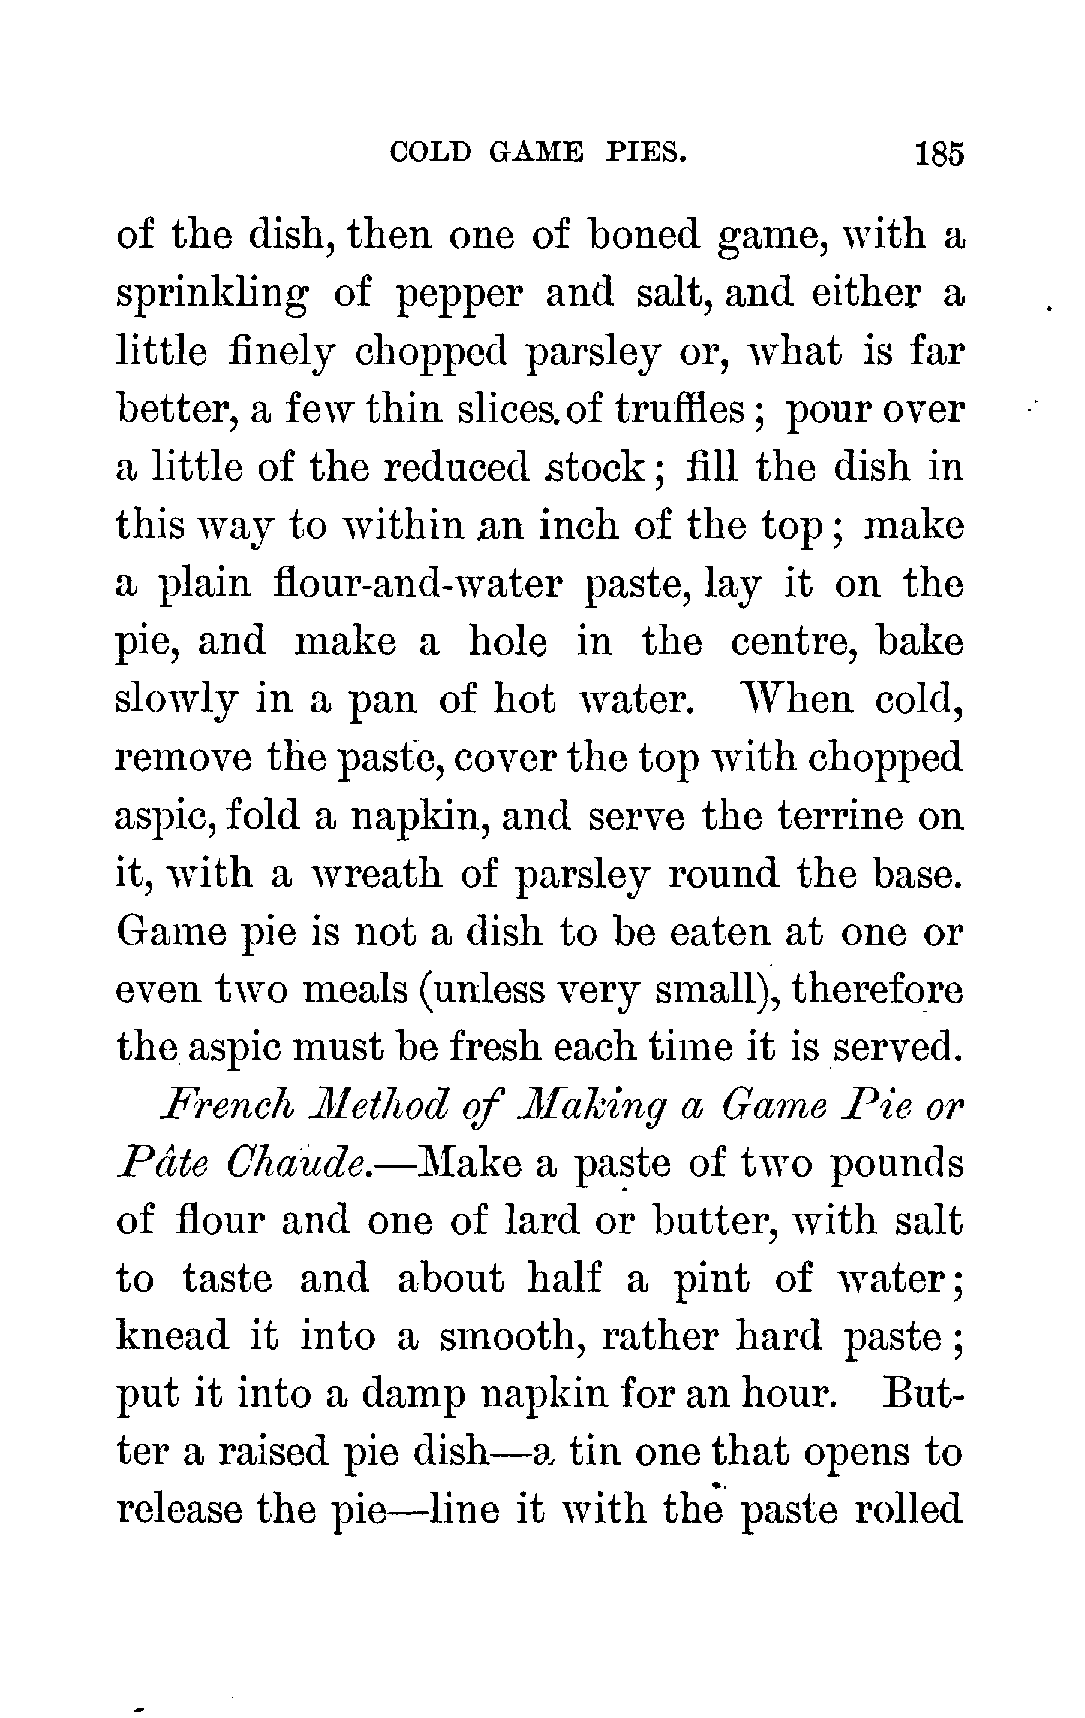 COLD GAME PIES. 185
of the dish, then one of boned game, with a
sprinkling of pepper and salt, and either a
little finely chopped parsley or, what is far
better, a few thin slices of truffles; pour over
a little of the reduced stock; fill the dish in
this way to within an inch of the top; make
a plain flour-and-water paste, lay it on the
pie, and make a hole in the centre, bake
slowly in a pan of hot water. When cold,
remove the paste, cover the top with chopped
aspic, fold a napkin, and serve the terrine on
it, with a wreath of parsley round the base.
Game pie is not a dish to be eaten at one or
even two meals (unless very small), therefore
the aspic must be fresh each time it is served.
French Method of Making a Game Pie or
Pâte Chaude.—Make a paste of two pounds
of flour and one of lard or butter, with salt
to taste and about half a pint of water;
knead it into a smooth, rather hard paste;
put it into a damp napkin for an hour. But-
ter a raised pie dish—a tin one that opens to
release the pie—line it with the paste rolled